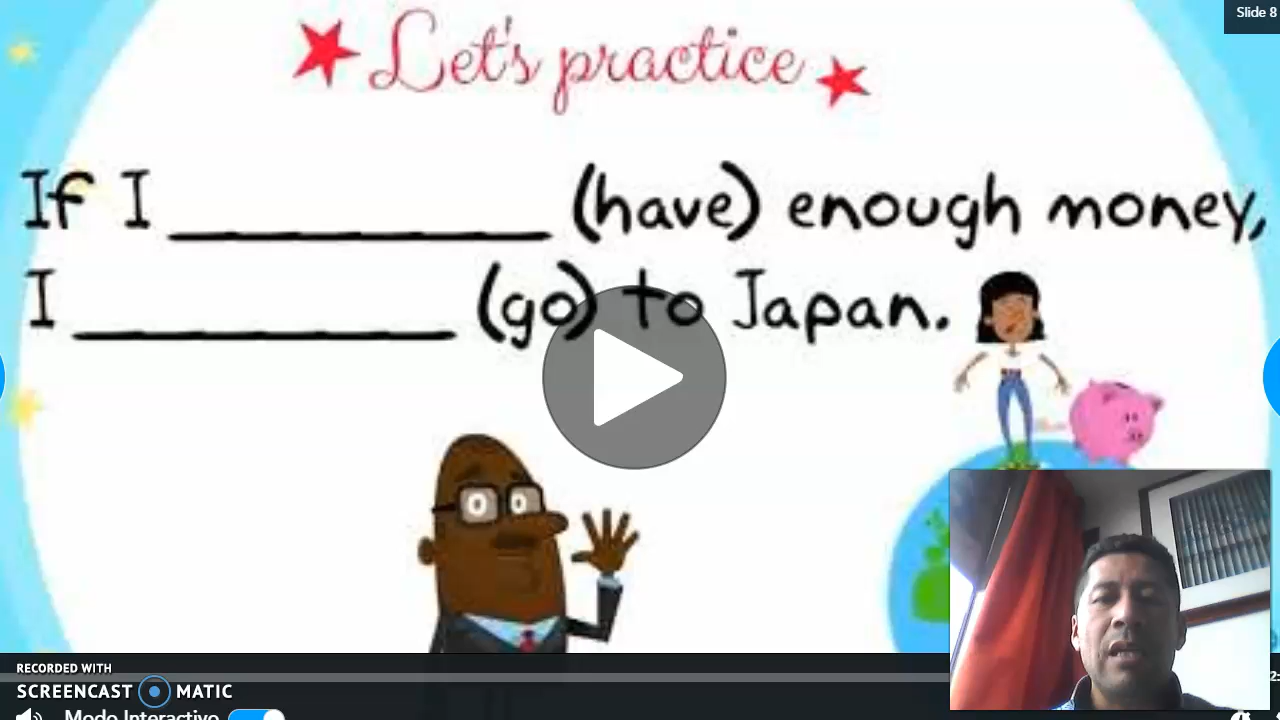 Slide 8
Let's practice
If I __________ (have) enough money,
I __________ (go) to Japan.
RECORDED WITH
SCREENCAST MATIC
Modo Interactivo